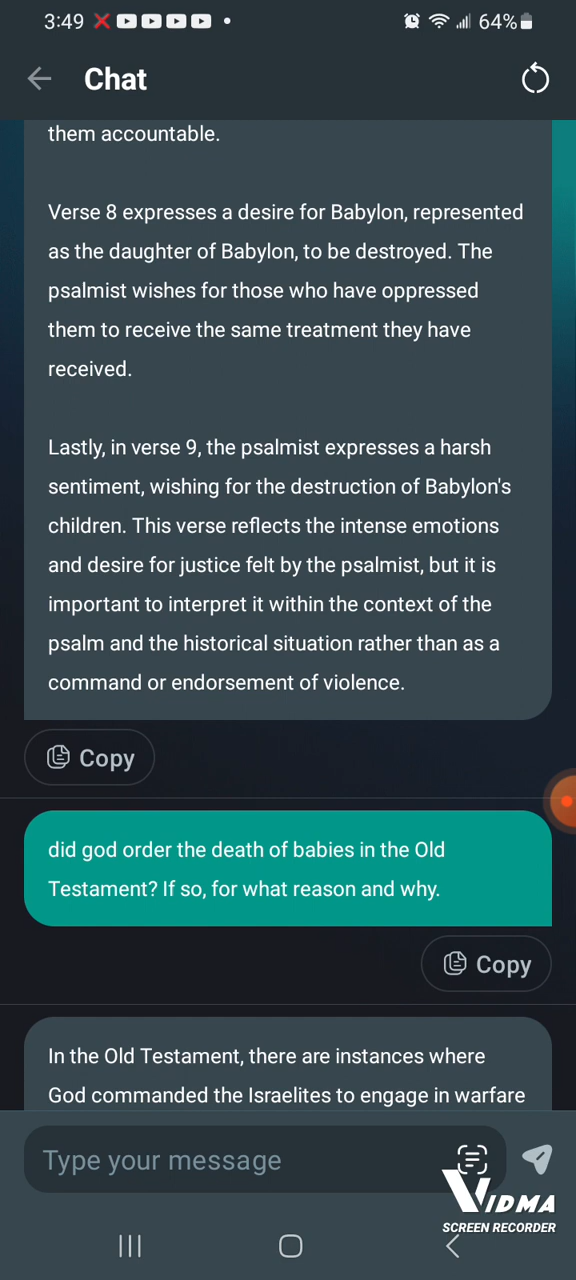 3:49
64%
Chat
them accountable.
Verse 8 expresses a desire for Babylon, represented
as the daughter of Babylon, to be destroyed. The
psalmist wishes for those who have oppressed
them to receive the same treatment they have
received.
Lastly, in verse 9, the psalmist expresses a harsh
sentiment, wishing for the destruction of Babylon's
children. This verse reflects the intense emotions
and desire for justice felt by the psalmist, but it is
important to interpret it within the context of the
psalm and the historical situation rather than as a
command or endorsement of violence.
Copy
did god order the death of babies in the Old
Testament? If so, for what reason and why.
Copy
In the Old Testament, there are instances where
God commanded the Israelites to engage in warfare
Type your message
VIDMA
SCREEN RECORDER